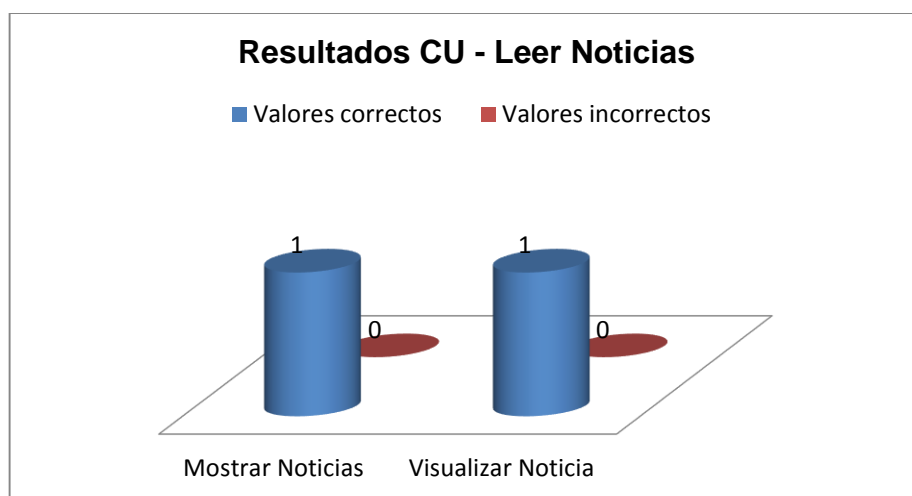 Resultados CU - Leer Noticias
Valores correctos Valores incorrectos
1 1
0 0
Mostrar Noticias Visualizar Noticia